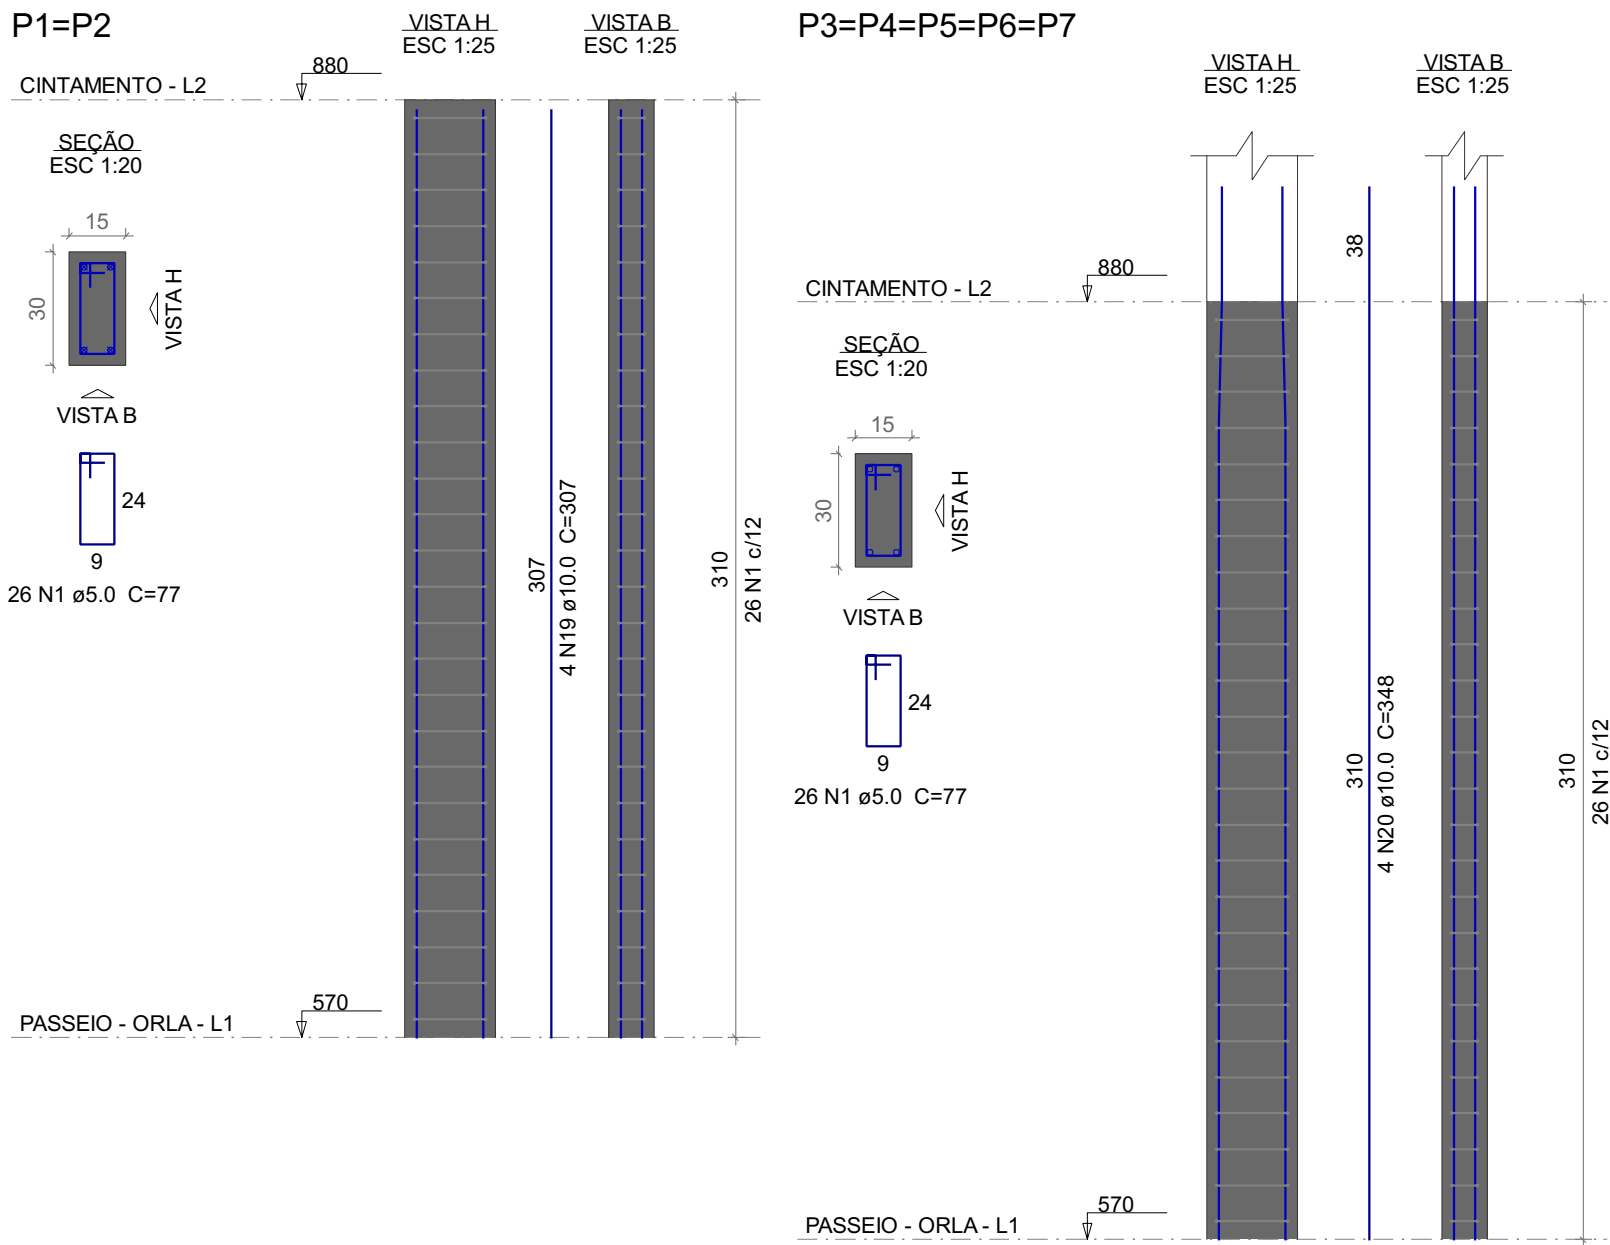 P1=P2
VISTA H
ESC 1:25
VISTA B
ESC 1:25
880
CINTAMENTO - L2
SEÇÃO
ESC 1:20
15
30
VISTA H
VISTA B
24
9
26 N1 ø5.0 C=77
307
4 N19 ø10.0 C=307
310
26 N1 c/12
570
PASSEIO - ORLA - L1
P3=P4=P5=P6=P7
VISTA H
ESC 1:25
VISTA B
ESC 1:25
38
880
CINTAMENTO - L2
SEÇÃO
ESC 1:20
15
30
VISTA H
VISTA B
24
9
26 N1 ø5.0 C=77
310
4 N20 ø10.0 C=348
310
26 N1 c/12
570
PASSEIO - ORLA - L1